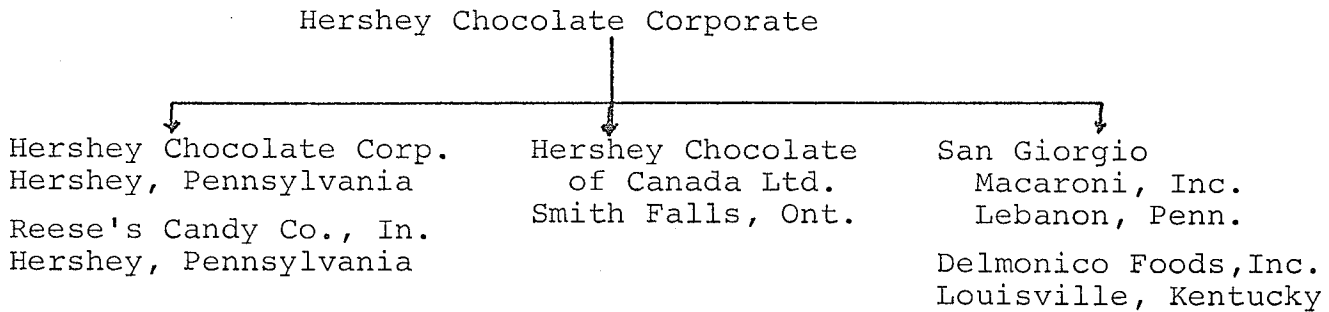 Hershey Chocolate Corporate
Hershey Chocolate Corp.
Hershey, Pennsylvania
Reese's Candy Co., In.
Hershey, Pennsylvania
Hershey Chocolate
of Canada Ltd.
Smith Falls, Ont.
San Giorgio
Macaroni, Inc.
Lebanon, Penn.
Delmonico Foods,Inc.
Louisville, Kentucky